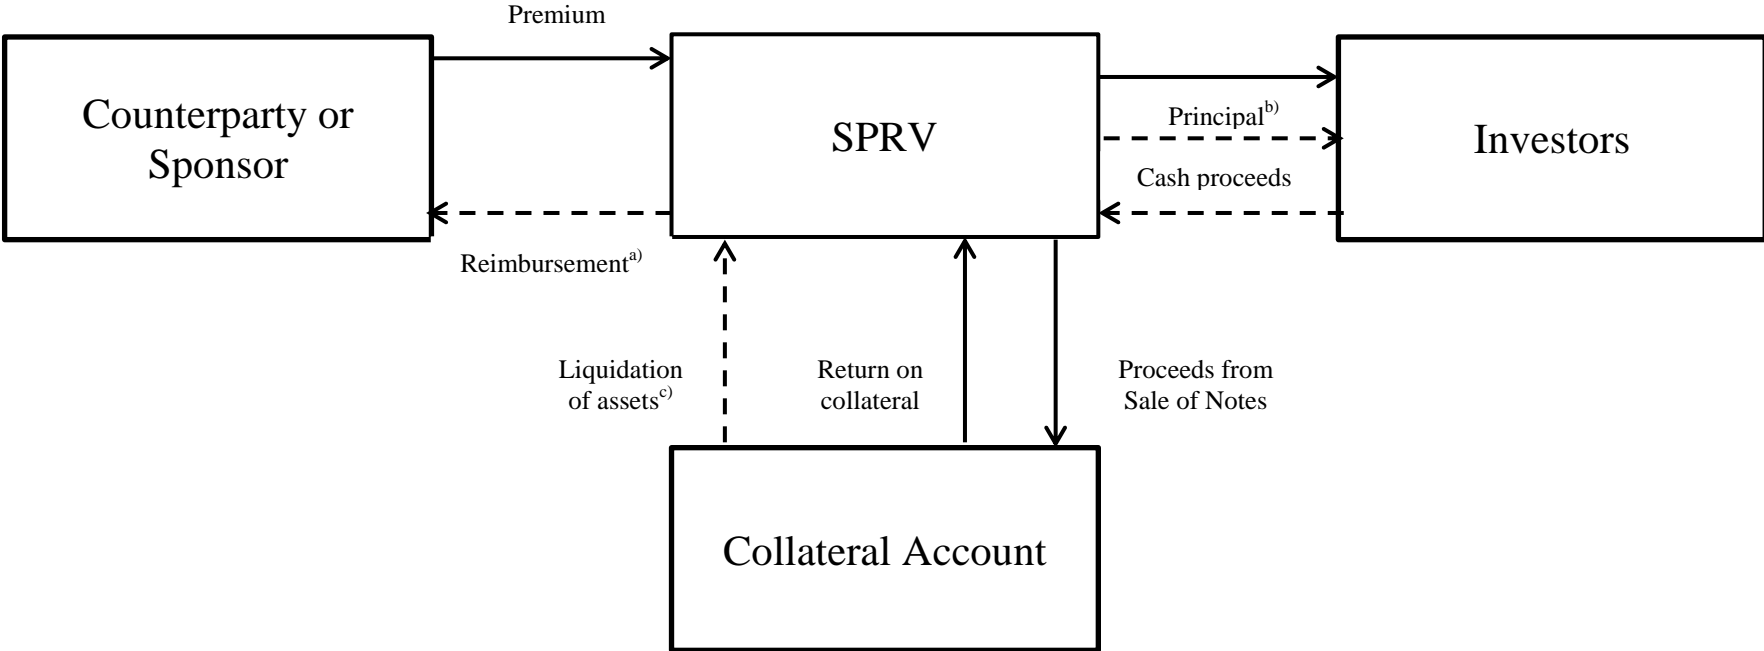 Premium
Counterparty or
Sponsor
SPRV
Principal^b)
Cash proceeds
Investors
Reimbursement^a)
Liquidation
of assets^c)
Return on
collateral
Proceeds from
Sale of Notes
Collateral Account